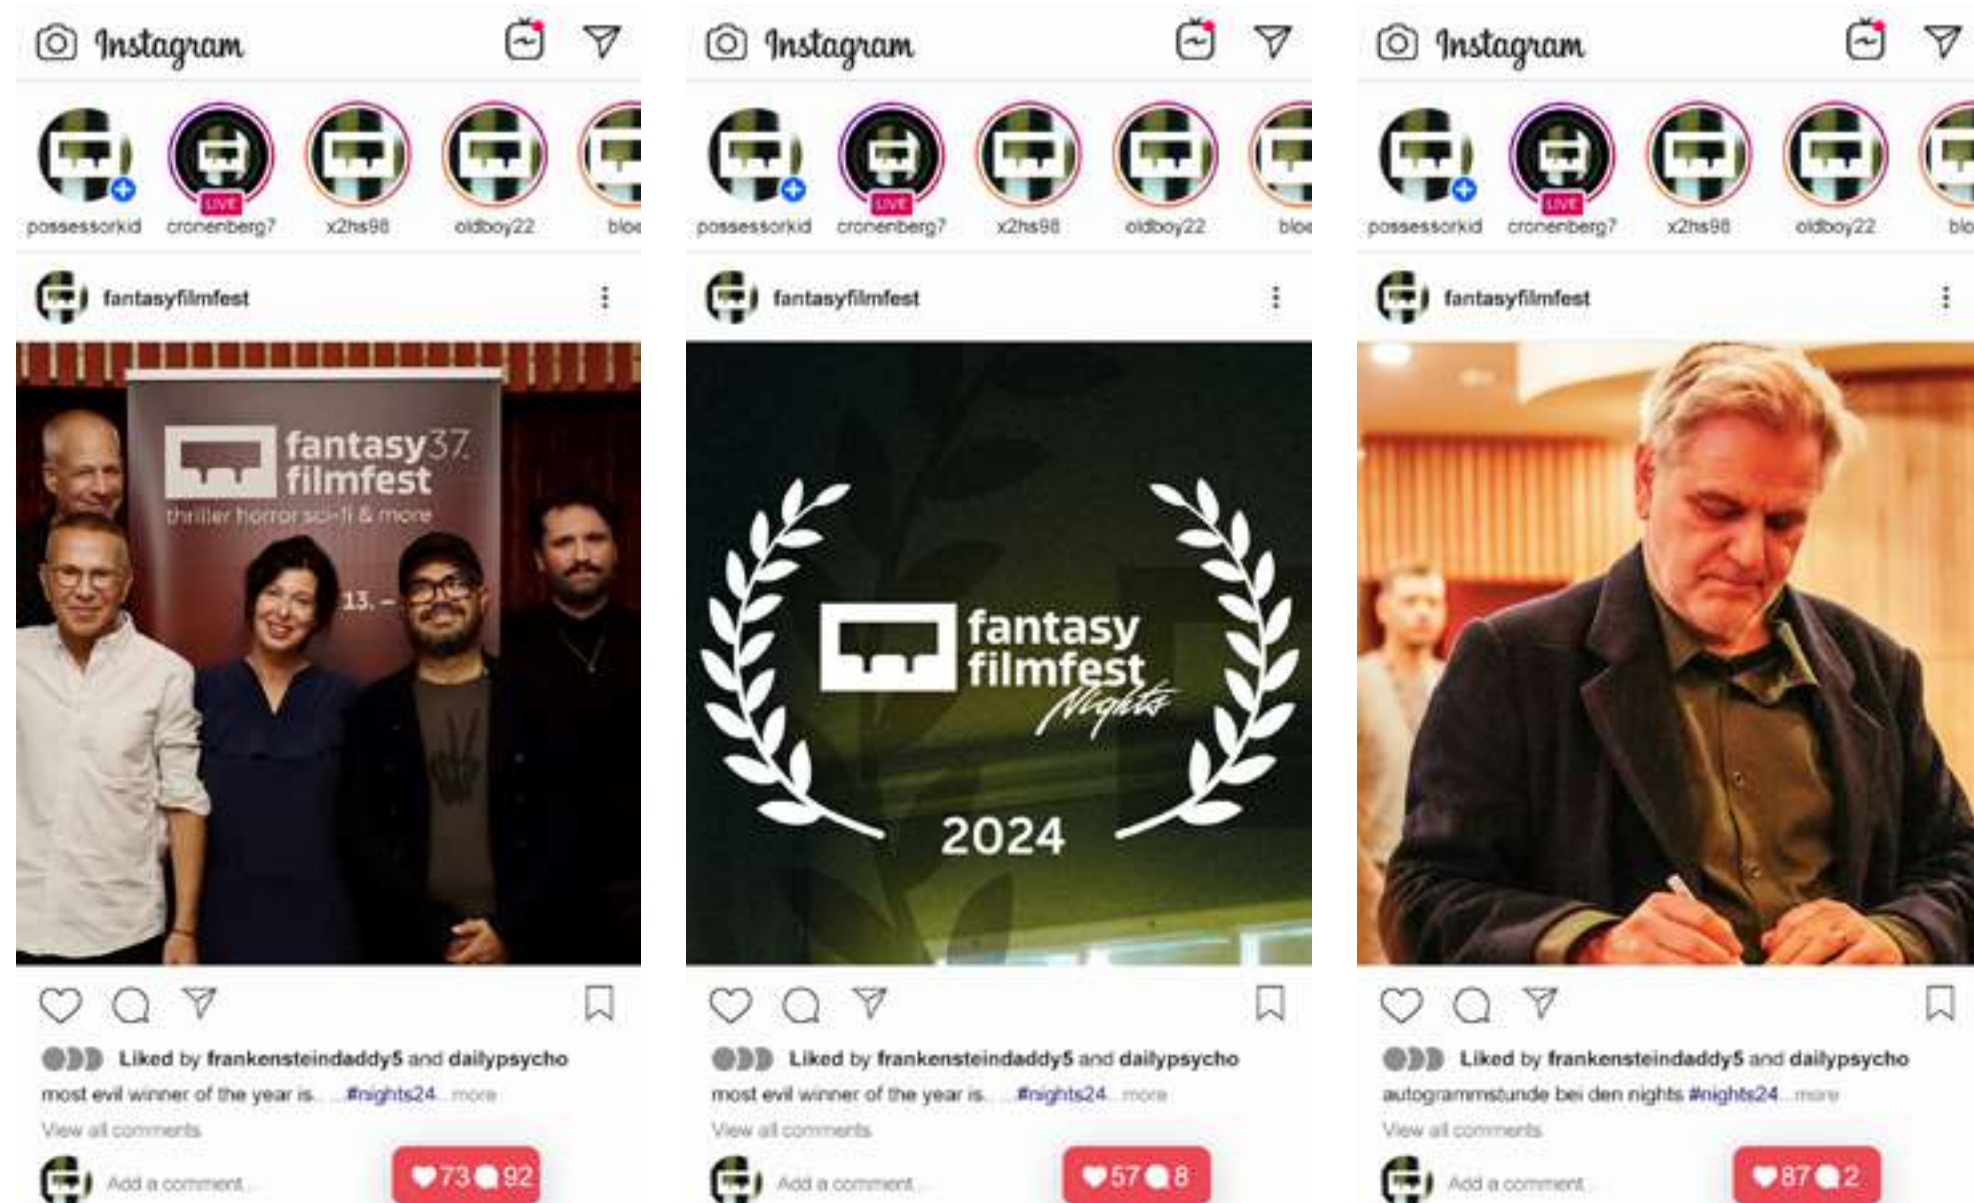 Instagram
possessorkid cronenberg7 x2hs98 oldboy22 bloo
LIVE
fantasyfilmfest
fantasy37.
filmfest
thriller horror sci-fi & more
13. –
Liked by frankensteindaddy5 and dailypsycho
most evil winner of the year is.. ...#nights24...more
View all comments
Add a comment...
73 92
Instagram
possessorkid cronenberg7 x2hs98 oldboy22 bloo
LIVE
fantasyfilmfest
fantasy
filmfest
Nights
2024
Liked by frankensteindaddy5 and dailypsycho
most evil winner of the year is.. ...#nights24...more
View all comments
Add a comment...
57 8
Instagram
possessorkid cronenberg7 x2hs98 oldboy22 blo
LIVE
fantasyfilmfest
Liked by frankensteindaddy5 and dailypsycho
autogrammstunde bei den nights #nights24...more
View all comments
Add a comment...
87 2